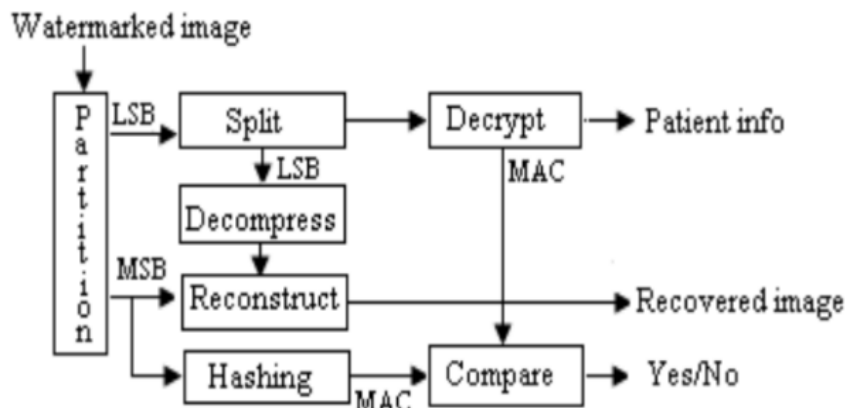 Watermarked image
Partition
LSB
Split
Decrypt
Patient info
LSB
MAC
Decompress
MSB
Reconstruct
Recovered image
Hashing
MAC
Compare
Yes/No